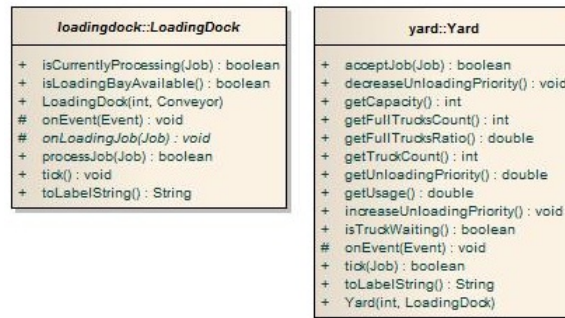 loadingdock::LoadingDock
+ isCurrentlyProcessing(Job) : boolean
+ isLoadingBayAvailable() : boolean
+ LoadingDock(int, Conveyor)
# onEvent(Event) : void
# onLoadingJob(Job) : void
+ processJob(Job) : boolean
+ tick() : void
+ toLabelString() : String
yard::Yard
+ acceptJob(Job) : boolean
+ decreaseUnloadingPriority() : void
+ getCapacity() : int
+ getFullTrucksCount() : int
+ getFullTrucksRatio() : double
+ getTruckCount() : int
+ getUnloadingPriority() : double
+ getUsage() : double
+ increaseUnloadingPriority() : void
+ isTruckWaiting() : boolean
# onEvent(Event) : void
+ tick(Job) : boolean
+ toLabelString() : String
+ Yard(int, LoadingDock)